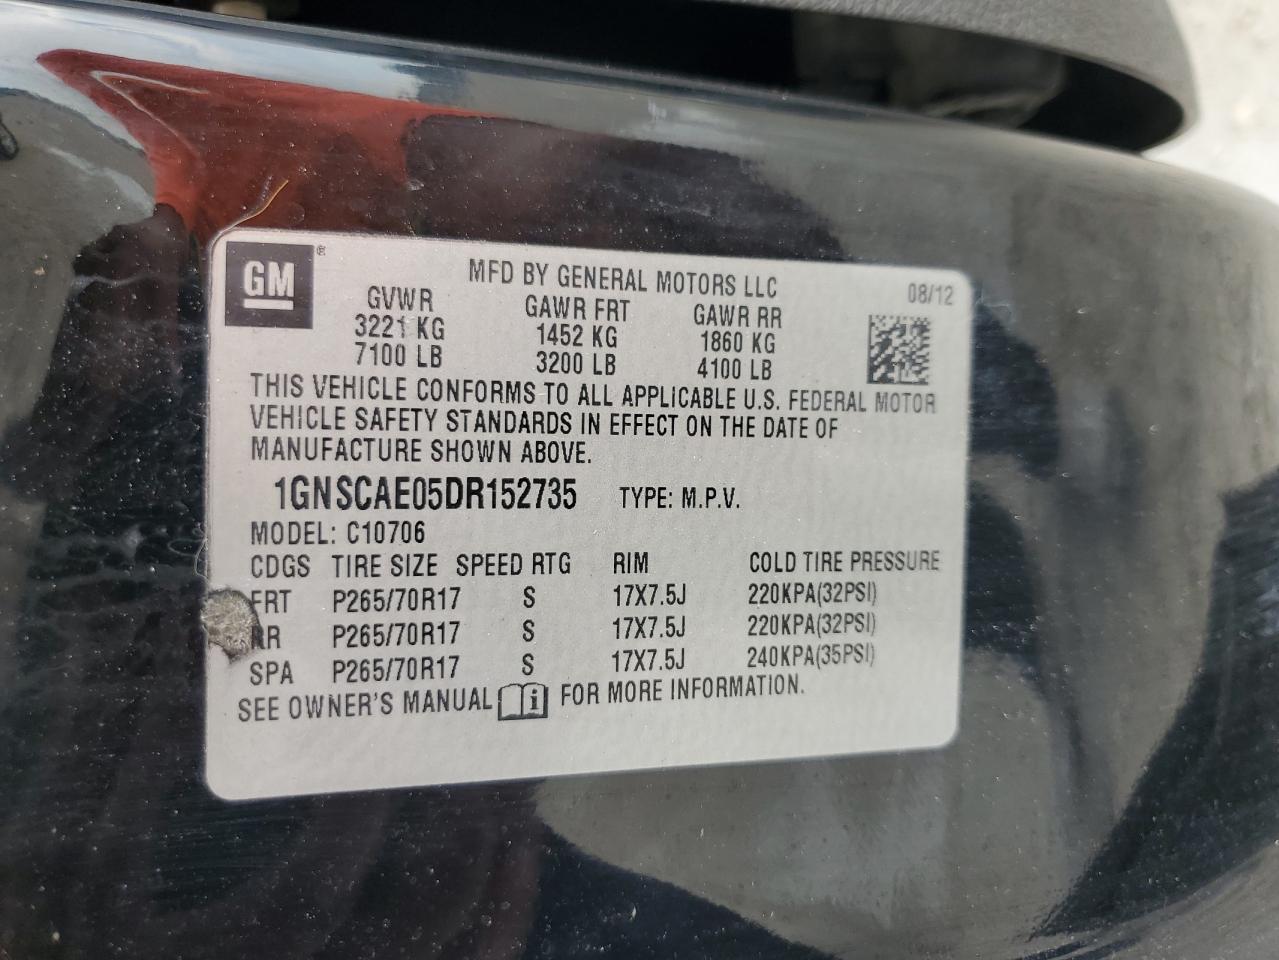 GM ®
MFD BY GENERAL MOTORS LLC
08/12
GVWR GAWR FRT GAWR RR
3221 KG 1452 KG 1860 KG
7100 LB 3200 LB 4100 LB
THIS VEHICLE CONFORMS TO ALL APPLICABLE U.S. FEDERAL MOTOR
VEHICLE SAFETY STANDARDS IN EFFECT ON THE DATE OF
MANUFACTURE SHOWN ABOVE.
1GNSCAE05DR152735 TYPE: M.P.V.
MODEL: C10706
CDGS TIRE SIZE SPEED RTG RIM COLD TIRE PRESSURE
FRT P265/70R17 S 17X7.5J 220KPA(32PSI)
RR P265/70R17 S 17X7.5J 220KPA(32PSI)
SPA P265/70R17 S 17X7.5J 240KPA(35PSI)
SEE OWNER'S MANUAL i FOR MORE INFORMATION.